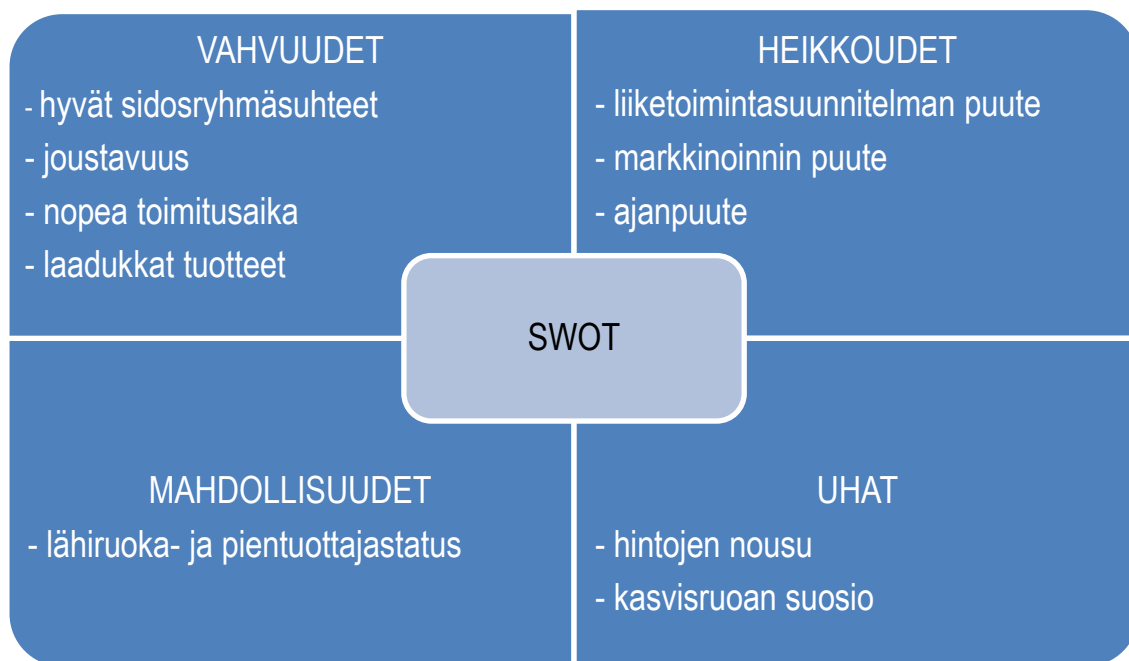 VAHVUUDET
- hyvät sidosryhmäsuhteet
- joustavuus
- nopea toimitusaika
- laadukkat tuotteet
HEIKKOUDET
- liiketoimintasuunnitelman puute
- markkinoinnin puute
- ajanpuute
SWOT
MAHDOLLISUUDET
- lähiruoka- ja pientuottajastatus
UHAT
- hintojen nousu
- kasvisruoan suosio